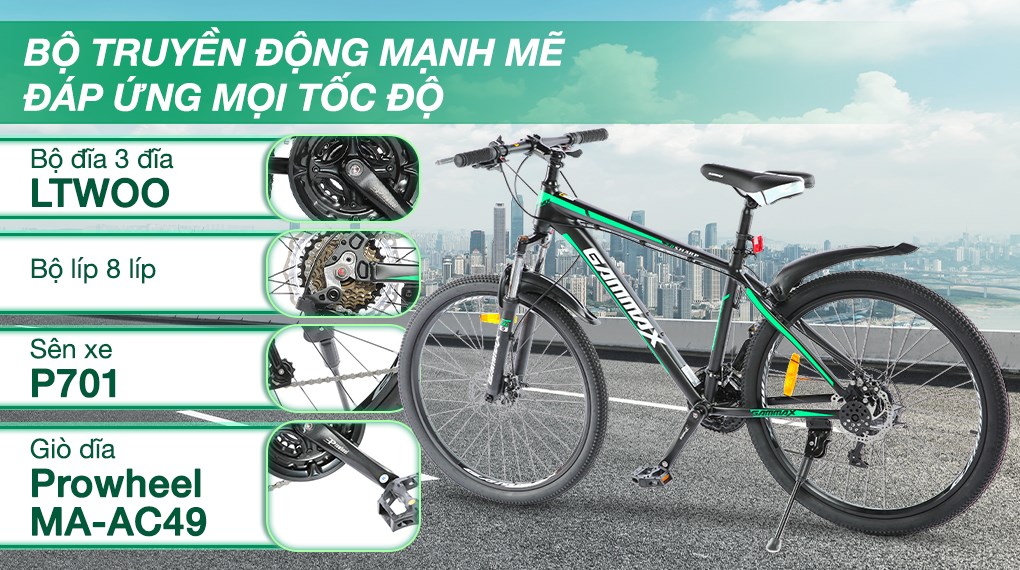 BỘ TRUYỀN ĐỘNG MẠNH MẼ
ĐÁP ỨNG MỌI TỐC ĐỘ
Bộ đĩa 3 đĩa
LTWOO
Bộ líp 8 líp
Sên xe
P701
Giò dĩa
Prowheel
MA-AC49
GAMMAX
GAMMAX